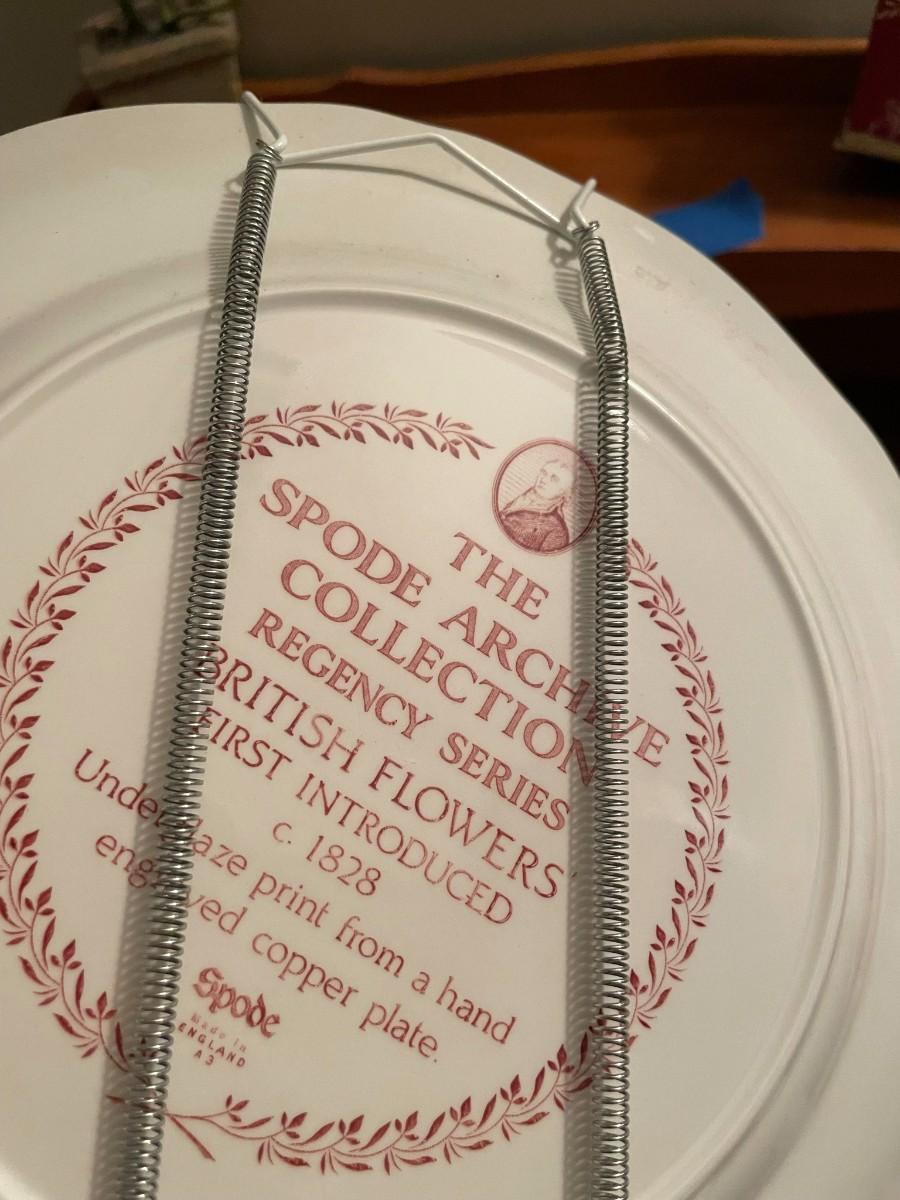 THE
SPODE ARCHIVE
COLLECTION
REGENCY SERIES
BRITISH FLOWERS
FIRST INTRODUCED
c. 1828
Underglaze print from a hand
engraved copper plate.
Spode
Made in
ENGLAND
A 3